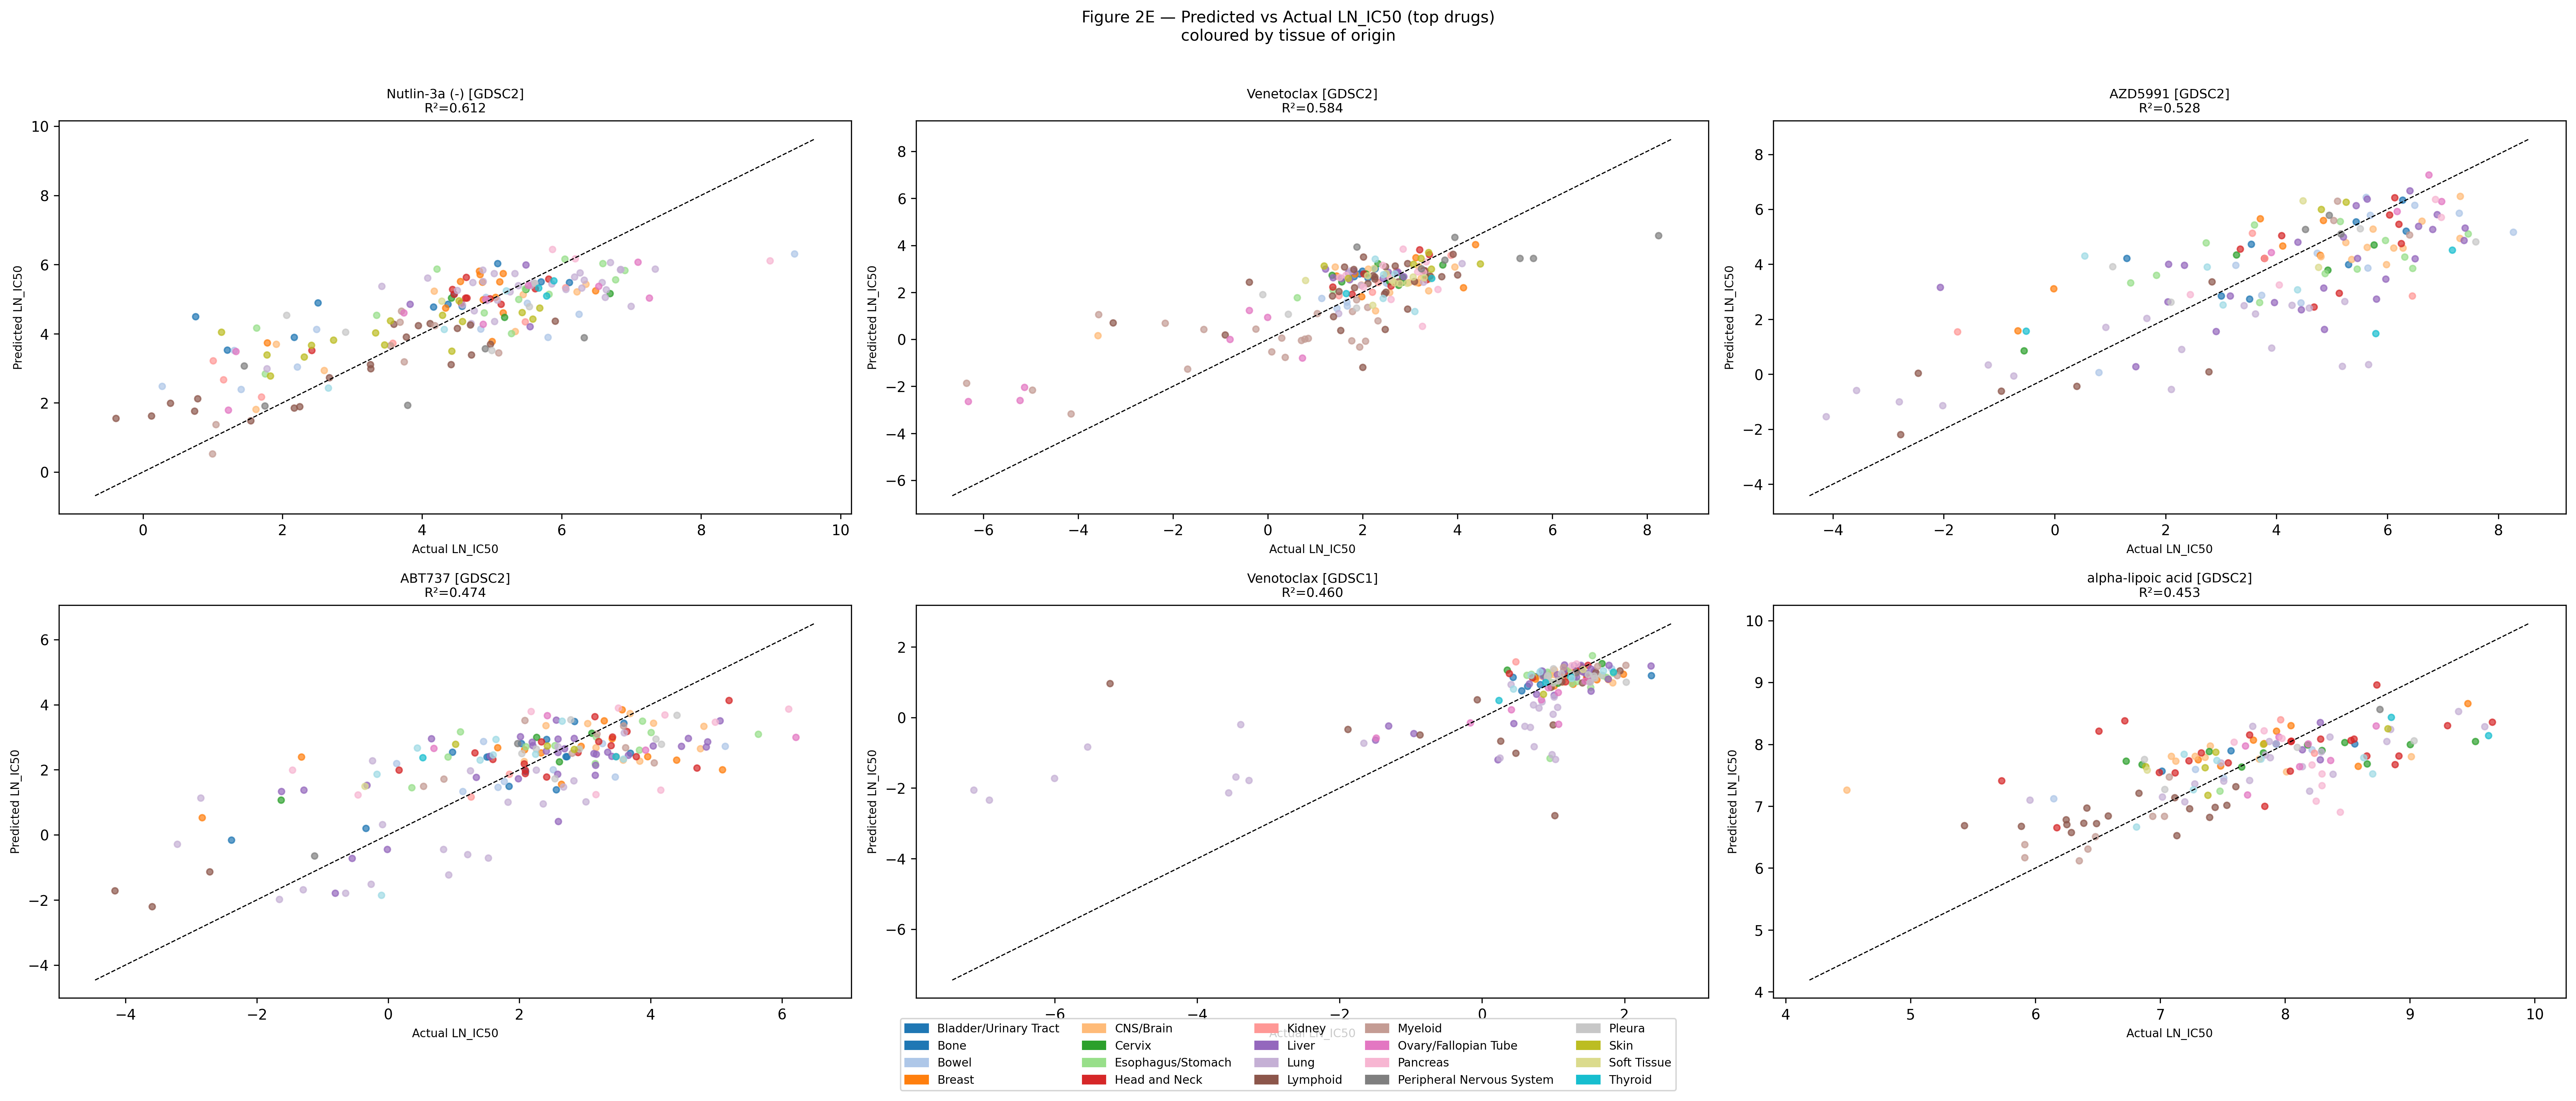 Figure 2E — Predicted vs Actual LN_IC50 (top drugs)
coloured by tissue of origin
Nutlin-3a (-) [GDSC2]
R²=0.612
Predicted LN_IC50
10
8
6
4
2
0
0 2 4 6 8 10
Actual LN_IC50
Venetoclax [GDSC2]
R²=0.584
Predicted LN_IC50
8
6
4
2
0
−2
−4
−6
−6 −4 −2 0 2 4 6 8
Actual LN_IC50
AZD5991 [GDSC2]
R²=0.528
Predicted LN_IC50
8
6
4
2
0
−2
−4
−4 −2 0 2 4 6 8
Actual LN_IC50
ABT737 [GDSC2]
R²=0.474
Predicted LN_IC50
6
4
2
0
−2
−4
−4 −2 0 2 4 6
Actual LN_IC50
Venotoclax [GDSC1]
R²=0.460
Predicted LN_IC50
2
0
−2
−4
−6
−6 −4 −2 0 2
Actual LN_IC50
alpha-lipoic acid [GDSC2]
R²=0.453
Predicted LN_IC50
10
9
8
7
6
5
4
4 5 6 7 8 9 10
Actual LN_IC50
Bladder/Urinary Tract
Bone
Bowel
Breast
CNS/Brain
Cervix
Esophagus/Stomach
Head and Neck
Kidney
Liver
Lung
Lymphoid
Myeloid
Ovary/Fallopian Tube
Pancreas
Peripheral Nervous System
Pleura
Skin
Soft Tissue
Thyroid